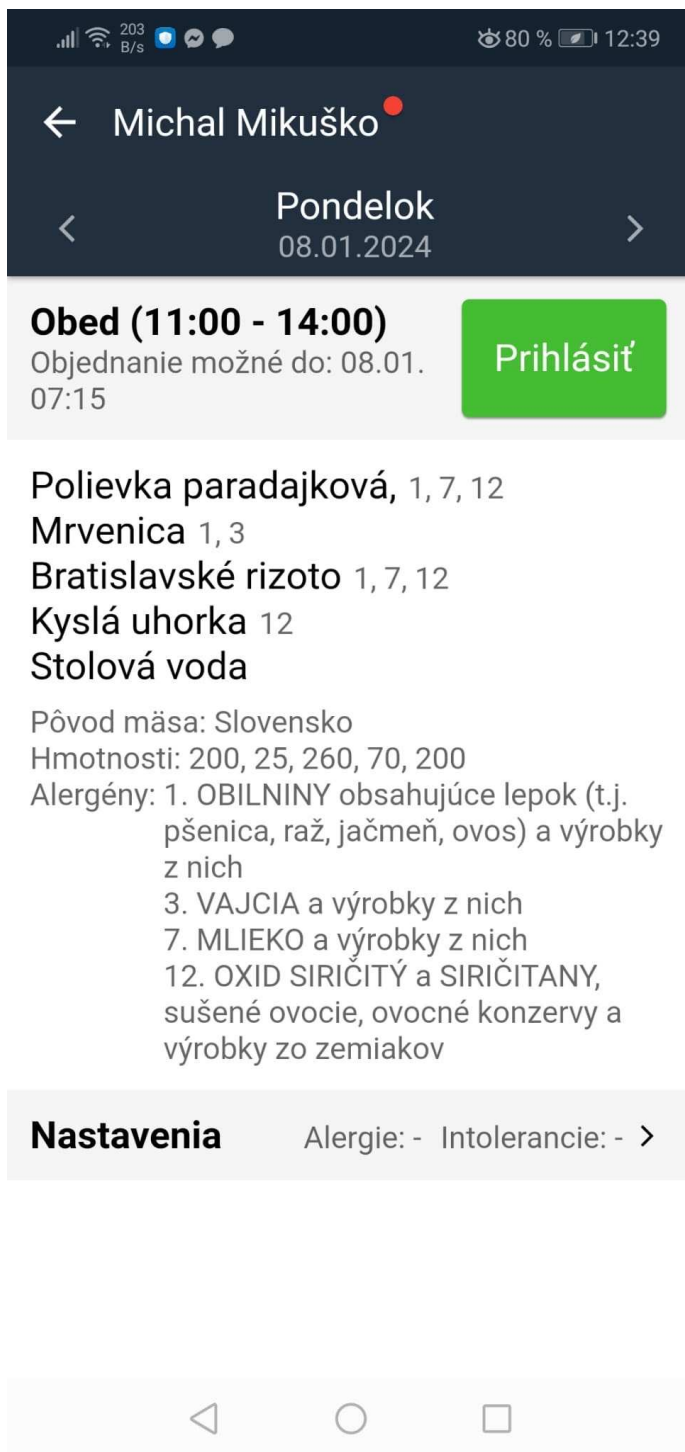 203
B/s
80 % 12:39
Michal Mikuško
Pondelok
08.01.2024
Obed (11:00 - 14:00)
Objednanie možné do: 08.01.
07:15
Prihlásiť
Polievka paradajková, 1, 7, 12
Mrvenica 1, 3
Bratislavské rizoto 1, 7, 12
Kyslá uhorka 12
Stolová voda
Pôvod mäsa: Slovensko
Hmotnosti: 200, 25, 260, 70, 200
Alergény: 1. OBILNINY obsahujúce lepok (t.j.
pšenica, raž, jačmeň, ovos) a výrobky
z nich
3. VAJCIA a výrobky z nich
7. MLIEKO a výrobky z nich
12. OXID SIRIČITÝ a SIRIČITANY,
sušené ovocie, ovocné konzervy a
výrobky zo zemiakov
Nastavenia Alergie: - Intolerancie: -